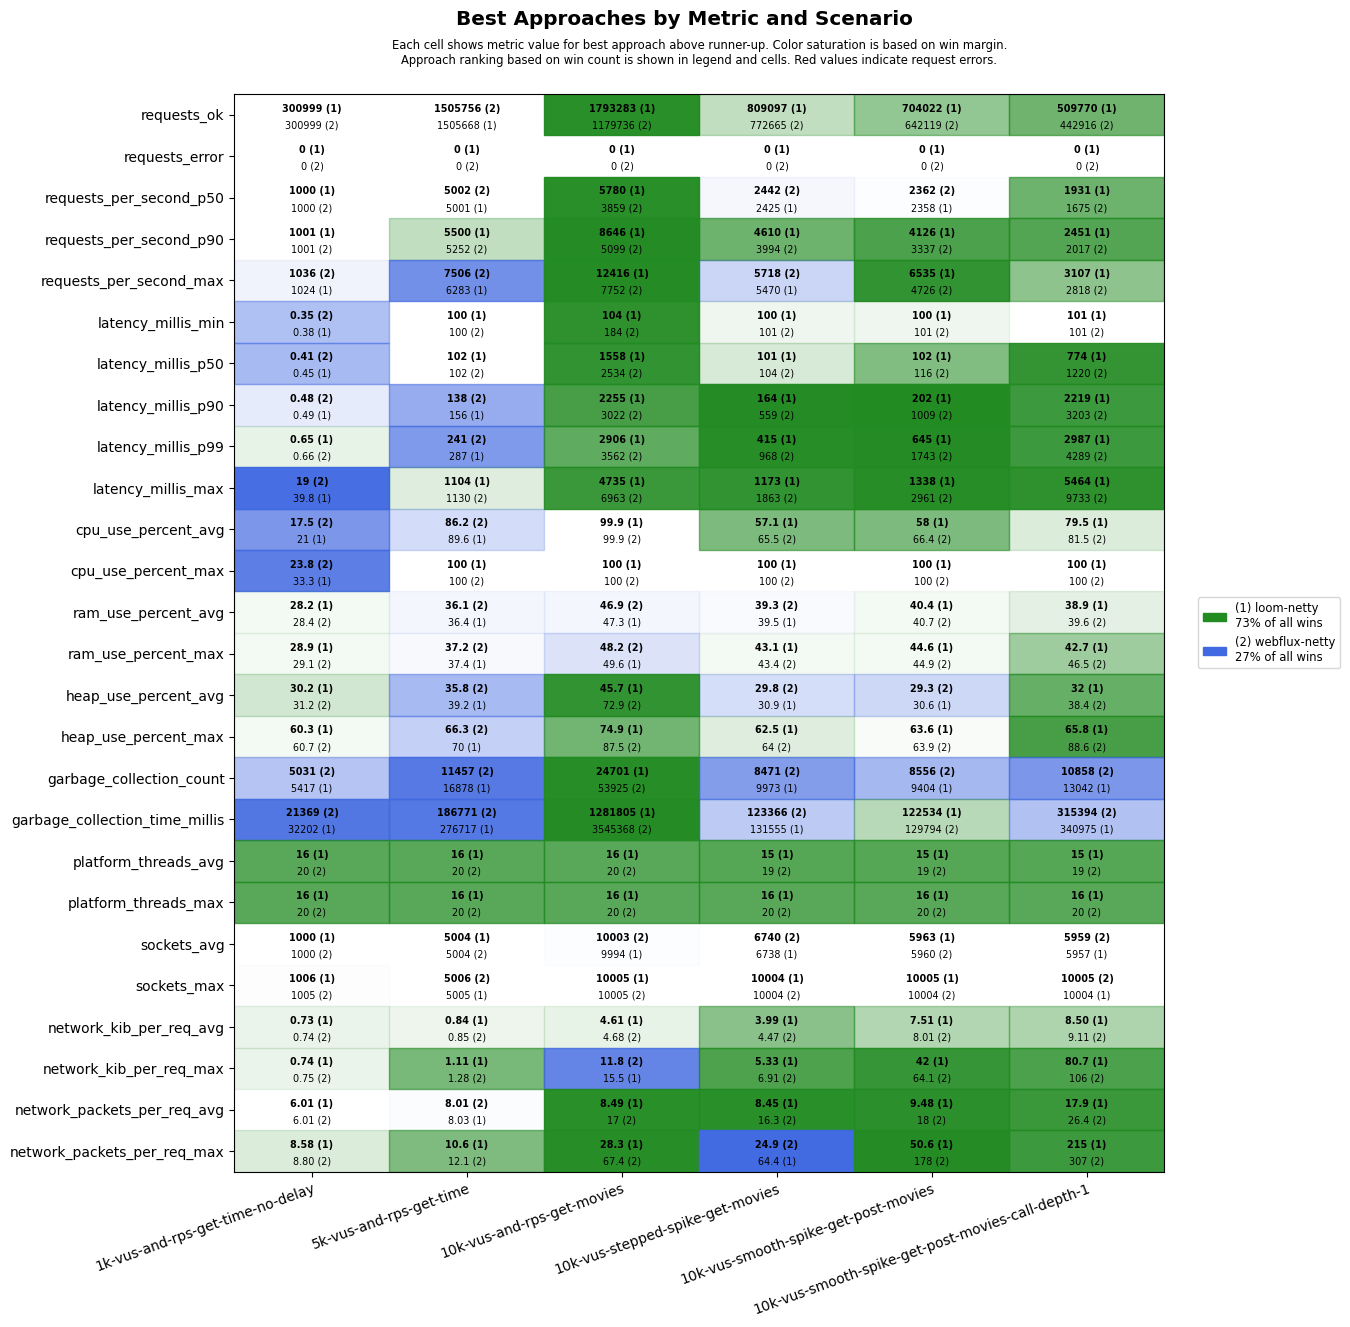 Best Approaches by Metric and Scenario
Each cell shows metric value for best approach above runner-up. Color saturation is based on win margin.
Approach ranking based on win count is shown in legend and cells. Red values indicate request errors.
requests_ok
300999 (1) 1505756 (2) 1793283 (1) 809097 (1) 704022 (1) 509770 (1)
300999 (2) 1505668 (1) 1179736 (2) 772665 (2) 642119 (2) 442916 (2)
requests_error
0 (1) 0 (1) 0 (1) 0 (1) 0 (1) 0 (1)
0 (2) 0 (2) 0 (2) 0 (2) 0 (2) 0 (2)
requests_per_second_p50
1000 (1) 5002 (2) 5780 (1) 2442 (2) 2362 (2) 1931 (1)
1000 (2) 5001 (1) 3859 (2) 2425 (1) 2358 (1) 1675 (2)
requests_per_second_p90
1001 (1) 5500 (1) 8646 (1) 4610 (1) 4126 (1) 2451 (1)
1001 (2) 5252 (2) 5099 (2) 3994 (2) 3337 (2) 2017 (2)
requests_per_second_max
1036 (2) 7506 (2) 12416 (1) 5718 (2) 6535 (1) 3107 (1)
1024 (1) 6283 (1) 7752 (2) 5470 (1) 4726 (2) 2818 (2)
latency_millis_min
0.35 (2) 100 (1) 104 (1) 100 (1) 100 (1) 101 (1)
0.38 (1) 100 (2) 184 (2) 101 (2) 101 (2) 101 (2)
latency_millis_p50
0.41 (2) 102 (1) 1558 (1) 101 (1) 102 (1) 774 (1)
0.45 (1) 102 (2) 2534 (2) 104 (2) 116 (2) 1220 (2)
latency_millis_p90
0.48 (2) 138 (2) 2255 (1) 164 (1) 202 (1) 2219 (1)
0.49 (1) 156 (1) 3022 (2) 559 (2) 1009 (2) 3203 (2)
latency_millis_p99
0.65 (1) 241 (2) 2906 (1) 415 (1) 645 (1) 2987 (1)
0.66 (2) 287 (1) 3562 (2) 968 (2) 1743 (2) 4289 (2)
latency_millis_max
19 (2) 1104 (1) 4735 (1) 1173 (1) 1338 (1) 5464 (1)
39.8 (1) 1130 (2) 6963 (2) 1863 (2) 2961 (2) 9733 (2)
cpu_use_percent_avg
17.5 (2) 86.2 (2) 99.9 (1) 57.1 (1) 58 (1) 79.5 (1)
21 (1) 89.6 (1) 99.9 (2) 65.5 (2) 66.4 (2) 81.5 (2)
cpu_use_percent_max
23.8 (2) 100 (1) 100 (1) 100 (1) 100 (1) 100 (1)
33.3 (1) 100 (2) 100 (2) 100 (2) 100 (2) 100 (2)
ram_use_percent_avg
28.2 (1) 36.1 (2) 46.9 (2) 39.3 (2) 40.4 (1) 38.9 (1)
28.4 (2) 36.4 (1) 47.3 (1) 39.5 (1) 40.7 (2) 39.6 (2)
ram_use_percent_max
28.9 (1) 37.2 (2) 48.2 (2) 43.1 (1) 44.6 (1) 42.7 (1)
29.1 (2) 37.4 (1) 49.6 (1) 43.4 (2) 44.9 (2) 46.5 (2)
heap_use_percent_avg
30.2 (1) 35.8 (2) 45.7 (1) 29.8 (2) 29.3 (2) 32 (1)
31.2 (2) 39.2 (1) 72.9 (2) 30.9 (1) 30.6 (1) 38.4 (2)
heap_use_percent_max
60.3 (1) 66.3 (2) 74.9 (1) 62.5 (1) 63.6 (1) 65.8 (1)
60.7 (2) 70 (1) 87.5 (2) 64 (2) 63.9 (2) 88.6 (2)
garbage_collection_count
5031 (2) 11457 (2) 24701 (1) 8471 (2) 8556 (2) 10858 (2)
5417 (1) 16878 (1) 53925 (2) 9973 (1) 9404 (1) 13042 (1)
garbage_collection_time_millis
21369 (2) 186771 (2) 1281805 (1) 123366 (2) 122534 (1) 315394 (2)
32202 (1) 276717 (1) 3545368 (2) 131555 (1) 129794 (2) 340975 (1)
platform_threads_avg
16 (1) 16 (1) 16 (1) 15 (1) 15 (1) 15 (1)
20 (2) 20 (2) 20 (2) 19 (2) 19 (2) 19 (2)
platform_threads_max
16 (1) 16 (1) 16 (1) 16 (1) 16 (1) 16 (1)
20 (2) 20 (2) 20 (2) 20 (2) 20 (2) 20 (2)
sockets_avg
1000 (1) 5004 (1) 10003 (2) 6740 (2) 5963 (1) 5959 (2)
1000 (2) 5004 (2) 9994 (1) 6738 (1) 5960 (2) 5957 (1)
sockets_max
1006 (1) 5006 (2) 10005 (1) 10004 (1) 10005 (1) 10005 (2)
1005 (2) 5005 (1) 10005 (2) 10004 (2) 10004 (2) 10004 (1)
network_kib_per_req_avg
0.73 (1) 0.84 (1) 4.61 (1) 3.99 (1) 7.51 (1) 8.50 (1)
0.74 (2) 0.85 (2) 4.68 (2) 4.47 (2) 8.01 (2) 9.11 (2)
network_kib_per_req_max
0.74 (1) 1.11 (1) 11.8 (2) 5.33 (1) 42 (1) 80.7 (1)
0.75 (2) 1.28 (2) 15.5 (1) 6.91 (2) 64.1 (2) 106 (2)
network_packets_per_req_avg
6.01 (1) 8.01 (2) 8.49 (1) 8.45 (1) 9.48 (1) 17.9 (1)
6.01 (2) 8.03 (1) 17 (2) 16.3 (2) 18 (2) 26.4 (2)
network_packets_per_req_max
8.58 (1) 10.6 (1) 28.3 (1) 24.9 (2) 50.6 (1) 215 (1)
8.80 (2) 12.1 (2) 67.4 (2) 64.4 (1) 178 (2) 307 (2)
1k-vus-and-rps-get-time-no-delay
5k-vus-and-rps-get-time
10k-vus-and-rps-get-movies
10k-vus-stepped-spike-get-movies
10k-vus-smooth-spike-get-post-movies
10k-vus-smooth-spike-get-post-movies-call-depth-1
(1) loom-netty
73% of all wins
(2) webflux-netty
27% of all wins